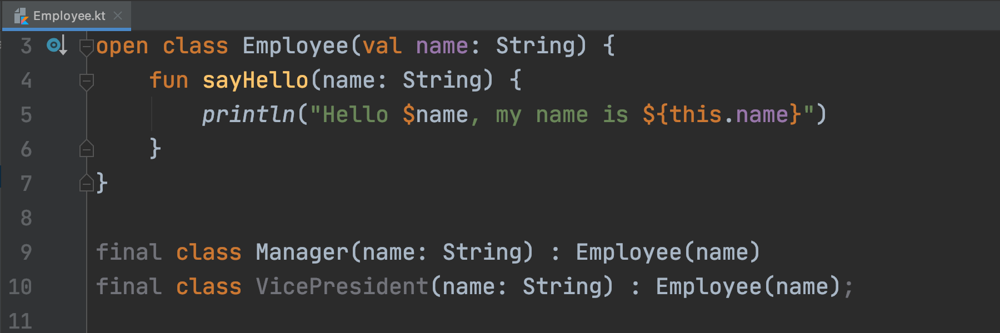 Employee.kt
3 open class Employee(val name: String) {
4 fun sayHello(name: String) {
5 println("Hello $name, my name is ${this.name}")
6 }
7 }
8
9 final class Manager(name: String) : Employee(name)
10 final class VicePresident(name: String) : Employee(name);
11